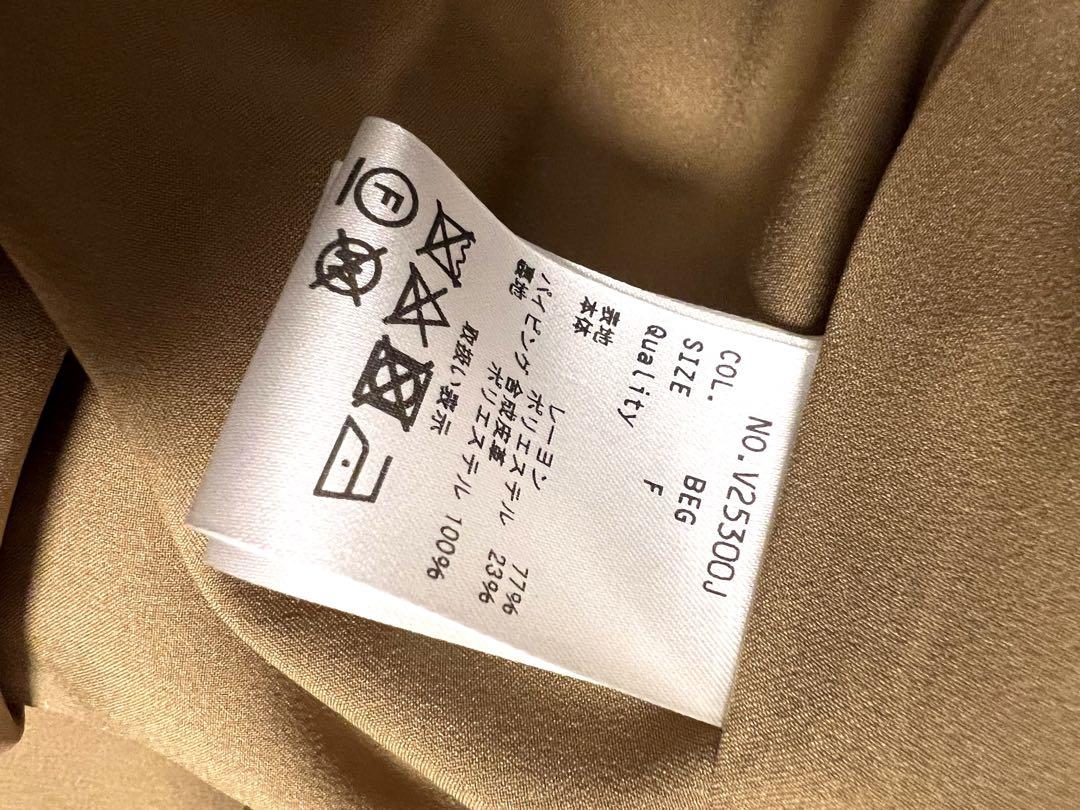 NO.V25300J
COL. BEG
SIZE F
Quality
表地
本体 レーヨン 77%
ポリエステル 23%
パイピング 合成皮革
裏地 ポリエステル 100%
取扱い表示
F
W